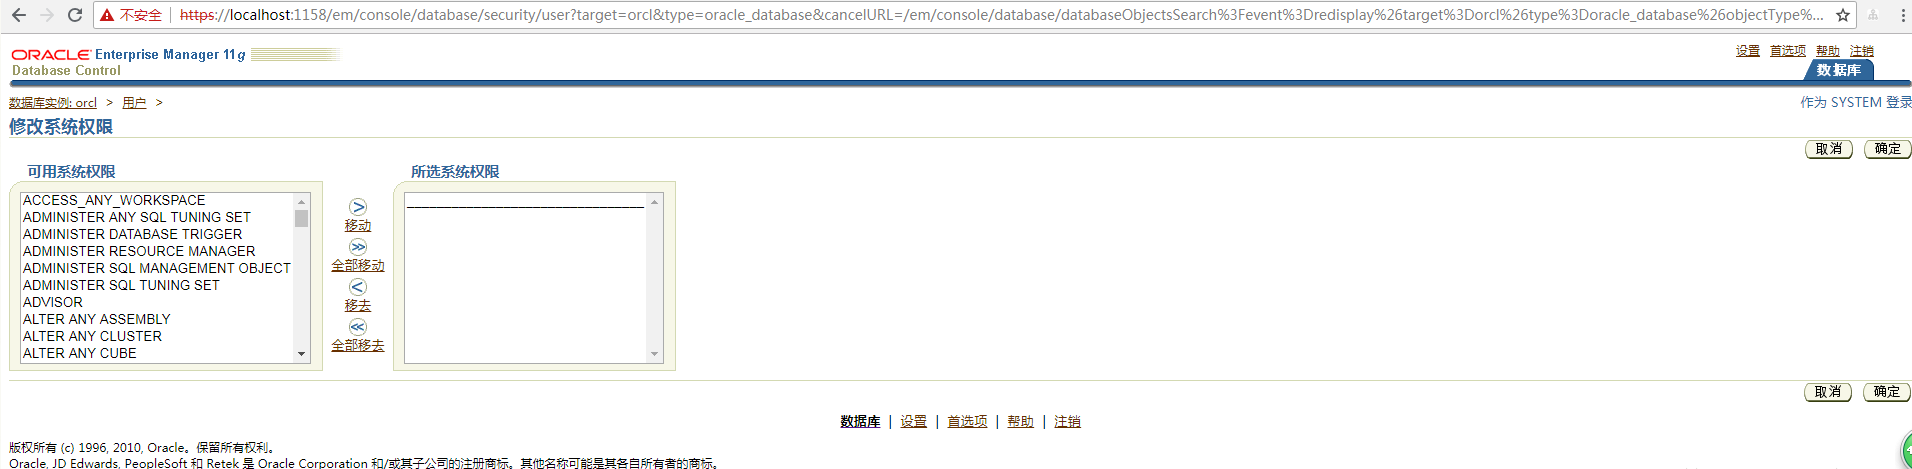 不安全 https://localhost:1158/em/console/database/security/user?target=orcl&type=oracle_database&cancelURL=/em/console/database/databaseObjectsSearch%3Fevent%3Dredisplay%26target%3Dorcl%26type%3Doracle_database%26objectType%...
ORACLE Enterprise Manager 11g
Database Control
设置 首选项 帮助 注销
数据库
数据库实例: orcl > 用户 >
作为 SYSTEM 登录
修改系统权限
取消 确定
可用系统权限
ACCESS_ANY_WORKSPACE
ADMINISTER ANY SQL TUNING SET
ADMINISTER DATABASE TRIGGER
ADMINISTER RESOURCE MANAGER
ADMINISTER SQL MANAGEMENT OBJECT
ADMINISTER SQL TUNING SET
ADVISOR
ALTER ANY ASSEMBLY
ALTER ANY CLUSTER
ALTER ANY CUBE
移动
全部移动
移去
全部移去
所选系统权限
取消 确定
数据库 | 设置 | 首选项 | 帮助 | 注销
版权所有 (c) 1996, 2010, Oracle。保留所有权利。
Oracle, JD Edwards, PeopleSoft 和 Retek 是 Oracle Corporation 和/或其子公司的注册商标。其他名称可能是其各自所有者的商标。